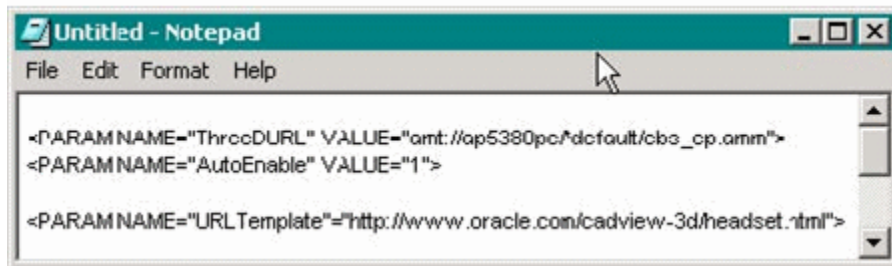 Untitled - Notepad
File Edit Format Help
<PARAM NAME="ThreeDURL" VALUE="amt://ap5380pc/*default/cbs_cp.amm">
<PARAM NAME="AutoEnable" VALUE="1">
<PARAM NAME="URLTemplate"="http://www.oracle.com/cadview-3d/headset.html">